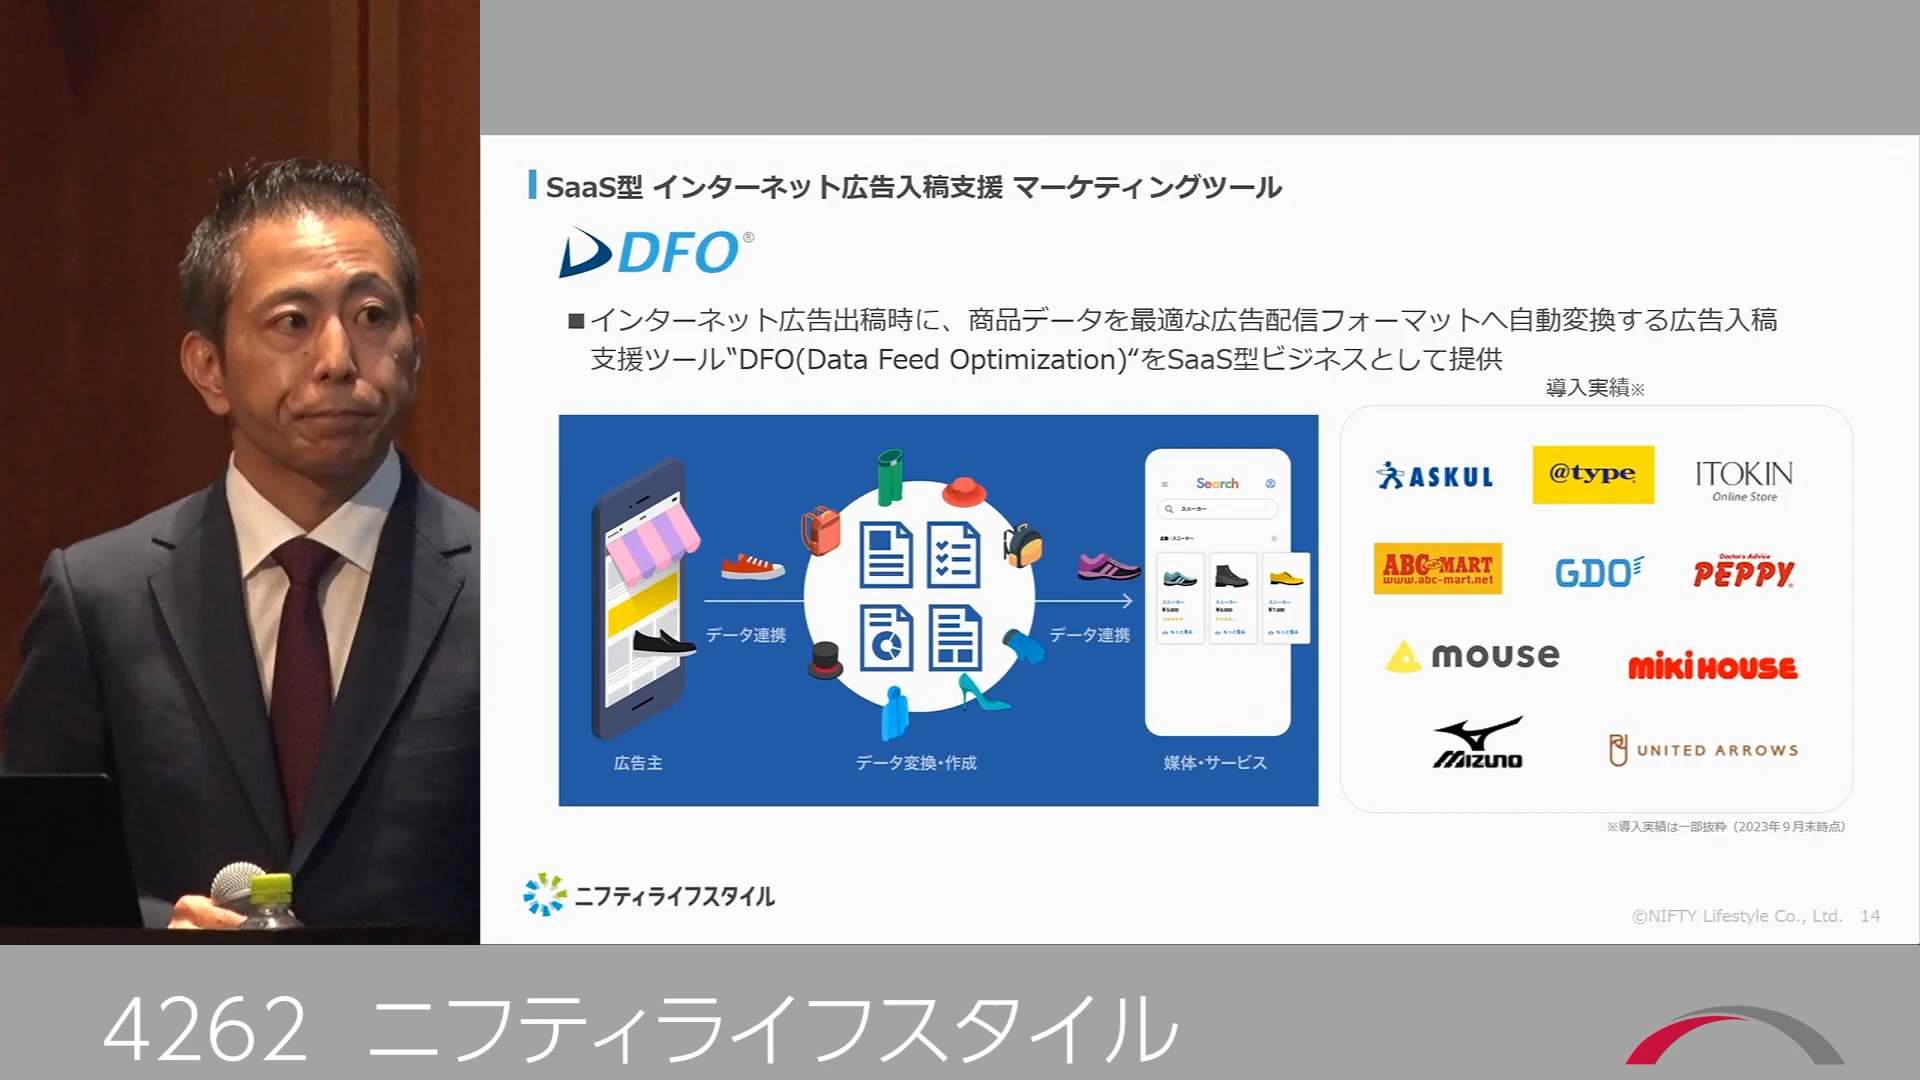 SaaS型 インターネット広告入稿支援 マーケティングツール
DFO®
■インターネット広告出稿時に、商品データを最適な広告配信フォーマットへ自動変換する広告入稿
支援ツール‟DFO(Data Feed Optimization)“をSaaS型ビジネスとして提供
導入実績※
データ連携
データ連携
広告主
データ変換・作成
媒体・サービス
Search
スニーカー
スニーカー
¥5,000
もっと見る
スニーカー
¥6,000
もっと見る
スニーカー
¥7,000
もっと見る
ASKUL
@type
ITOKIN
Online Store
ABC-MART
www.abc-mart.net
GDO
Doctor's Advice
PEPPY
mouse
MIKI HOUSE
MIZUNO
UNITED ARROWS
※導入実績は一部抜粋（2023年９月末時点）
ニフティライフスタイル
©NIFTY Lifestyle Co., Ltd. 14
4262 ニフティライフスタイル